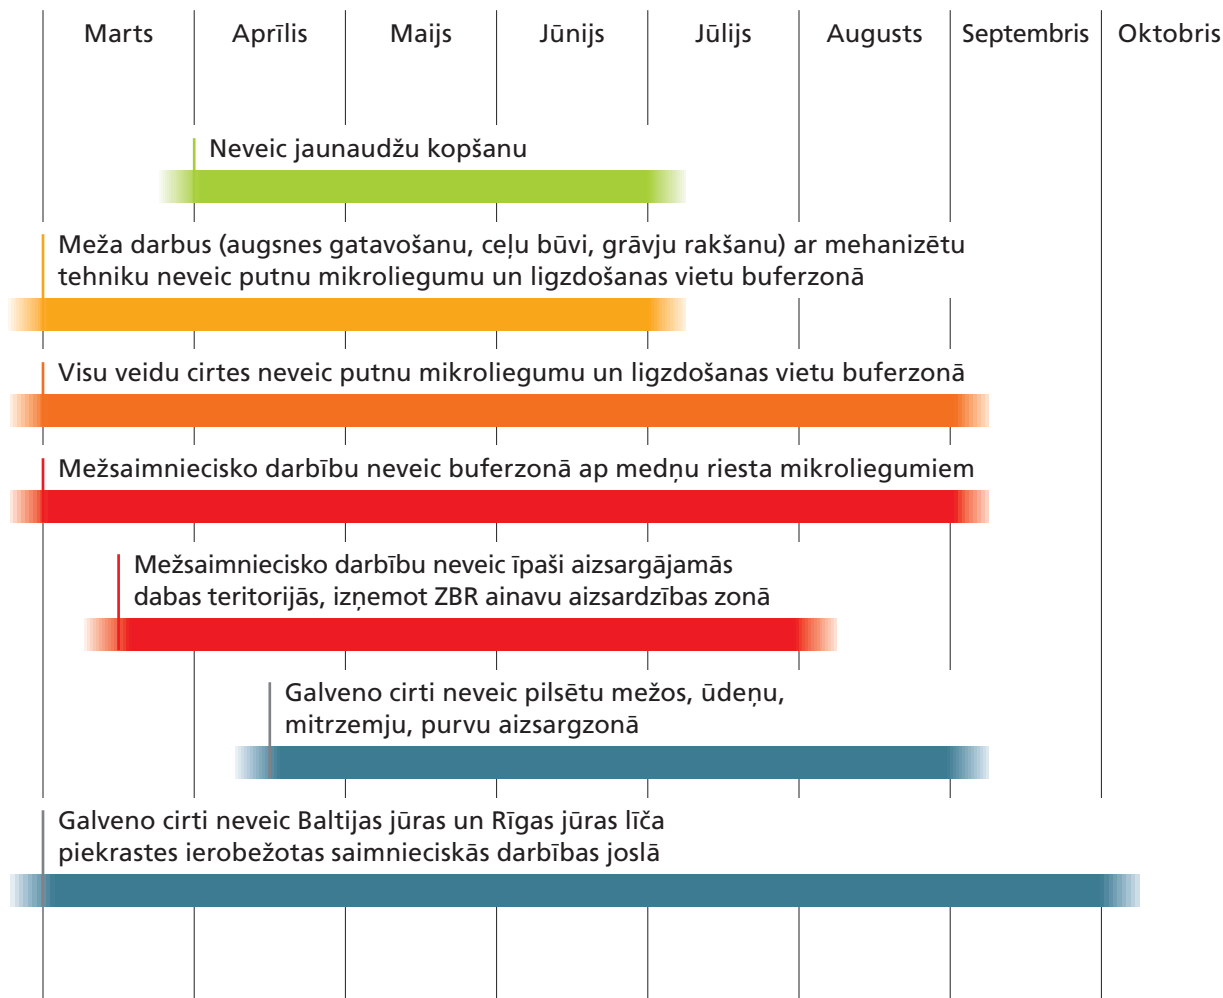 Marts Aprīlis Maijs Jūnijs Jūlijs Augusts Septembris Oktobris
Neveic jaunaudžu kopšanu
Meža darbus (augsnes gatavošanu, ceļu būvi, grāvju rakšanu) ar mehanizētu
tehniku neveic putnu mikroliegumu un ligzdošanas vietu buferzonā
Visu veidu cirtes neveic putnu mikroliegumu un ligzdošanas vietu buferzonā
Mežsaimniecisko darbību neveic buferzonā ap medņu riesta mikroliegumiem
Mežsaimniecisko darbību neveic īpaši aizsargājamās
dabas teritorijās, izņemot ZBR ainavu aizsardzības zonā
Galveno cirti neveic pilsētu mežos, ūdeņu,
mitrzemju, purvu aizsargzonā
Galveno cirti neveic Baltijas jūras un Rīgas jūras līča
piekrastes ierobežotas saimnieciskās darbības joslā